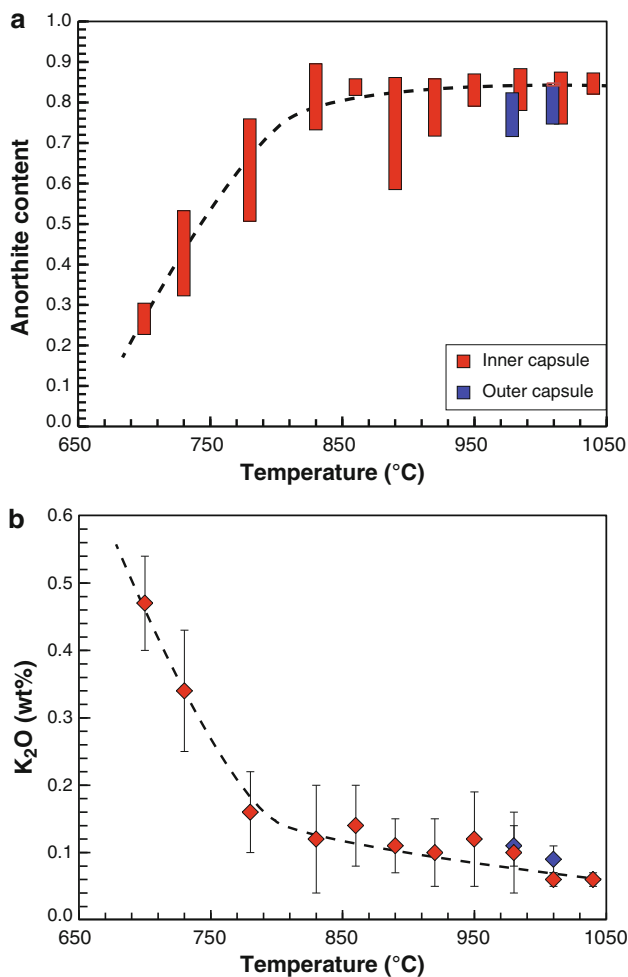 a
1.0
0.9
0.8
0.7
0.6
0.5
0.4
0.3
0.2
0.1
0.0
Anorthite content
Inner capsule
Outer capsule
650 750 850 950 1050
Temperature (°C)
b
0.6
0.5
0.4
0.3
0.2
0.1
0.0
K₂O (wt%)
650 750 850 950 1050
Temperature (°C)